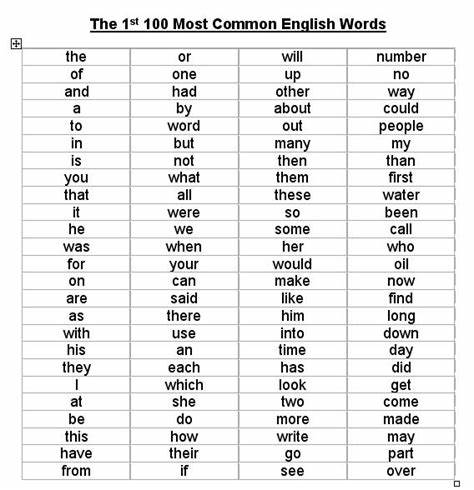 The 1st 100 Most Common English Words
the or will number
of one up no
and had other way
a by about could
to word out people
in but many my
is not then than
you what them first
that all these water
it were so been
he we some call
was when her who
for your would oil
on can make now
are said like find
as there him long
with use into down
his an time day
they each has did
I which look get
at she two come
be do more made
this how write may
have their go part
from if see over